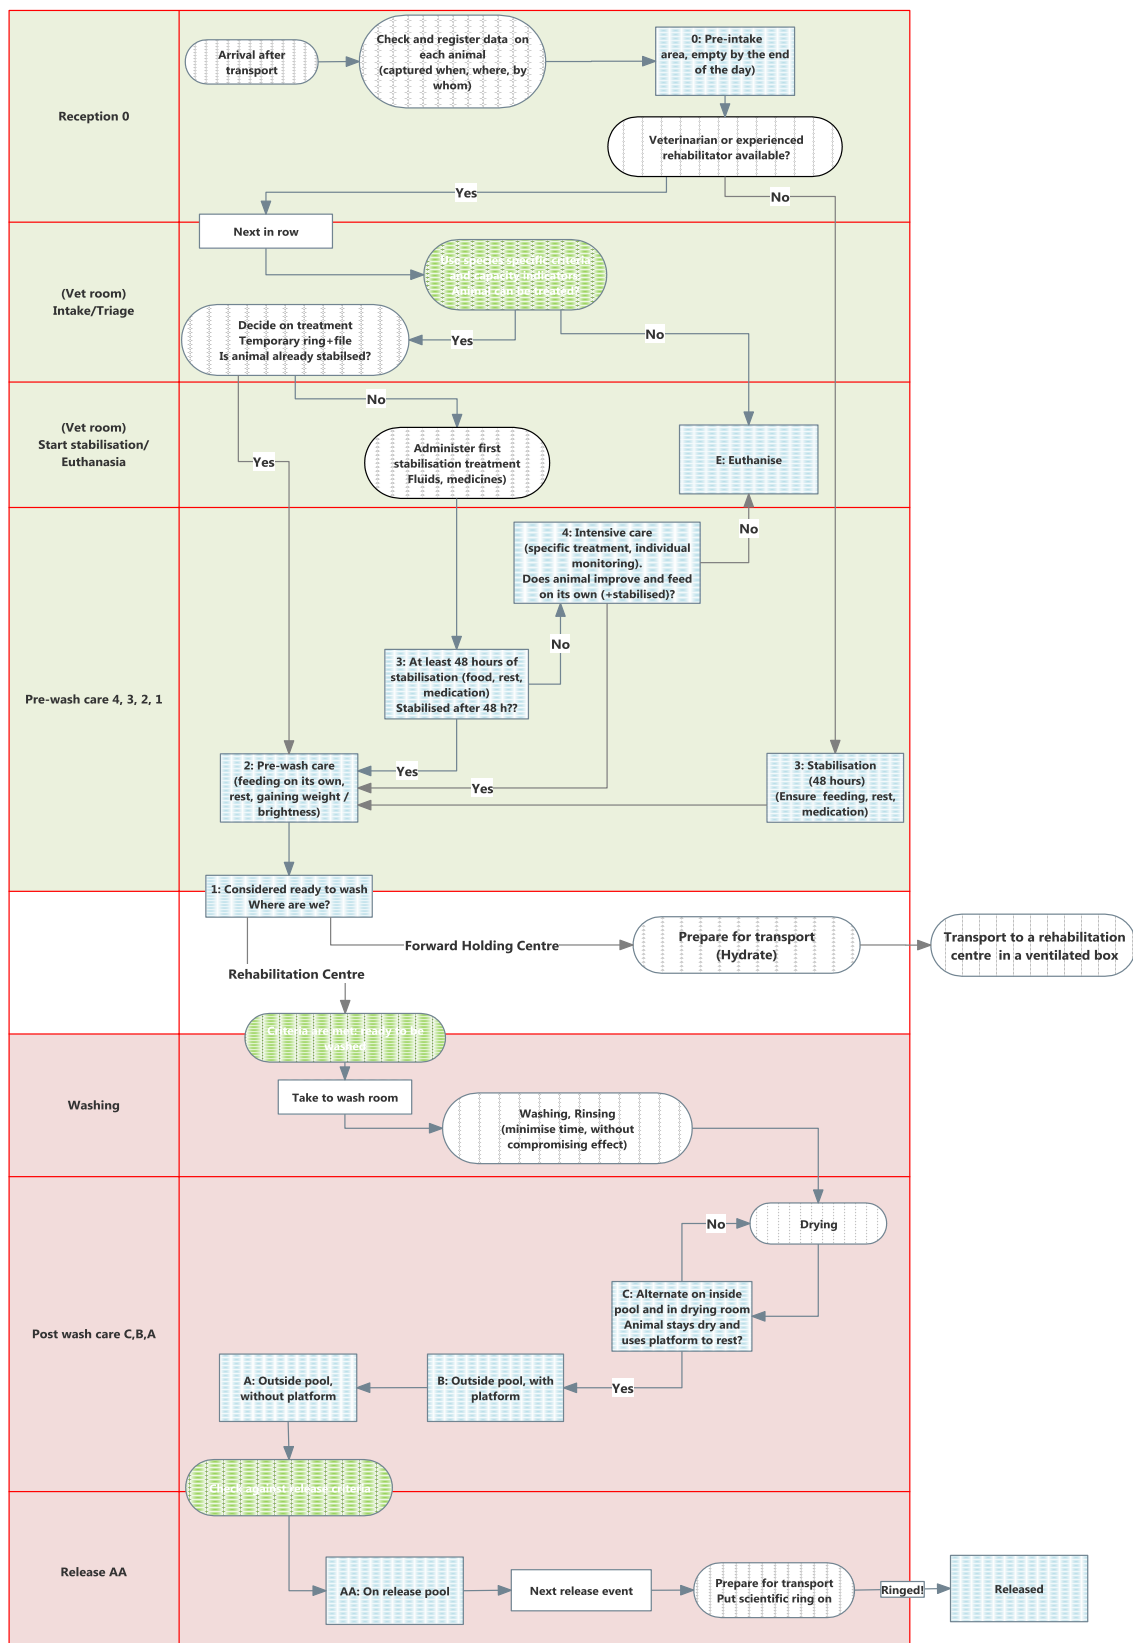 Reception 0
Arrival after
transport
Check and register data  on
each animal
(captured when, where, by
whom)
0: Pre-intake
area, empty by the end
of the day)
Veterinarian or experienced
rehabilitator available?
Yes
No
Next in row
(Vet room)
Intake/Triage
Decide on treatment
Temporary ring+file
Is animal already stabilsed?
Yes
No
(Vet room)
Start stabilisation/
Euthanasia
No
Yes
Administer first
stabilisation treatment
Fluids, medicines)
E: Euthanise
No
Pre-wash care 4, 3, 2, 1
4: Intensive care
(specific treatment, individual
monitoring).
Does animal improve and feed
on its own (+stabilised)?
No
3: At least 48 hours of
stabilisation (food, rest,
medication)
Stabilised after 48 h??
Yes
Yes
2: Pre-wash care
(feeding on its own,
rest, gaining weight /
brightness)
3: Stabilisation
(48 hours)
(Ensure  feeding, rest,
medication)
1: Considered ready to wash
Where are we?
Forward Holding Centre
Prepare for transport
(Hydrate)
Transport to a rehabilitation
centre  in a ventilated box
Rehabilitation Centre
Washing
Take to wash room
Washing, Rinsing
(minimise time, without
compromising effect)
Post wash care C,B,A
Drying
No
C: Alternate on inside
pool and in drying room
Animal stays dry and
uses platform to rest?
Yes
B: Outside pool, with
platform
A: Outside pool,
without platform
Release AA
AA: On release pool
Next release event
Prepare for transport
Put scientific ring on
Ringed!
Released